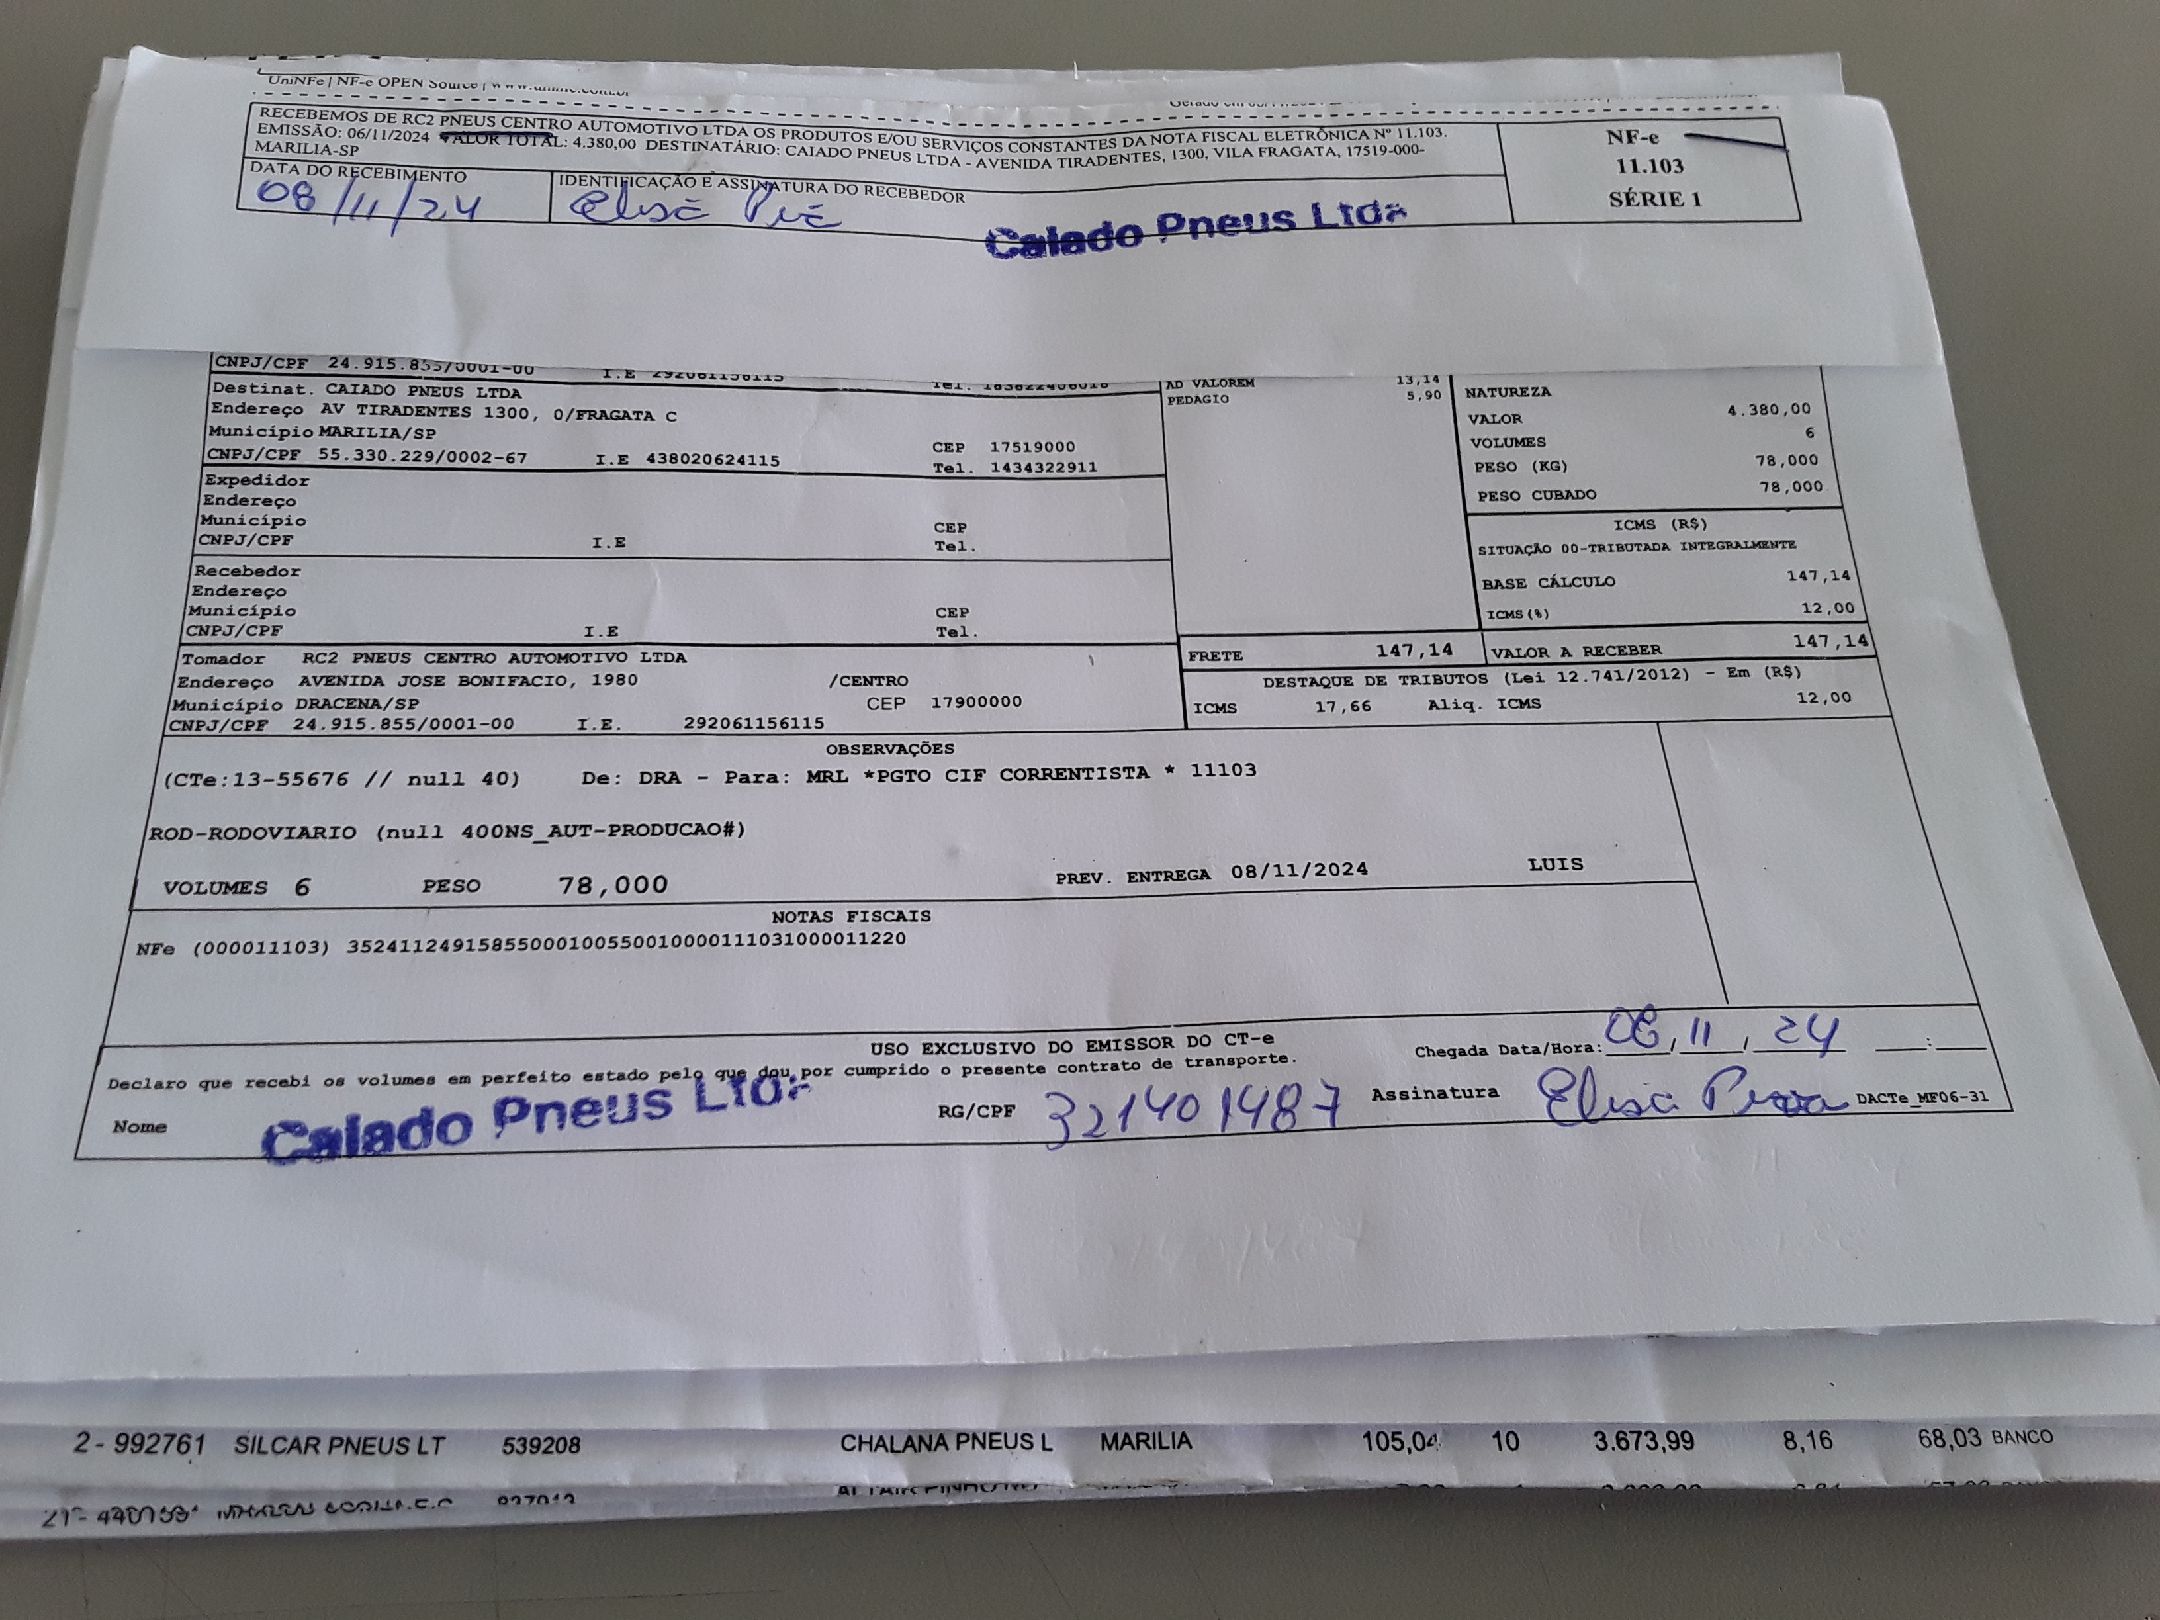 UniNFe | NF-e OPEN Source | www.uninfe.com.br
RECEBEMOS DE RC2 PNEUS CENTRO AUTOMOTIVO LTDA OS PRODUTOS E/OU SERVIÇOS CONSTANTES DA NOTA FISCAL ELETRÔNICA Nº 11.103.
EMISSÃO: 06/11/2024 VALOR TOTAL: 4.380,00 DESTINATÁRIO: CAIADO PNEUS LTDA - AVENIDA TIRADENTES, 1300, VILA FRAGATA, 17519-000-
MARILIA-SP
NF-e
11.103
SÉRIE 1
DATA DO RECEBIMENTO
08/11/24
IDENTIFICAÇÃO E ASSINATURA DO RECEBEDOR
Elisa
Caiado Pneus Ltda
CNPJ/CPF 24.915.855/0001-00 I.E 292061156115
Destinat. CAIADO PNEUS LTDA
Endereço AV TIRADENTES 1300, 0/FRAGATA C
Município MARILIA/SP CEP 17519000
CNPJ/CPF 55.330.229/0002-67 I.E 438020624115 Tel. 1434322911
Expedidor
Endereço
Município CEP
CNPJ/CPF I.E Tel.
Recebedor
Endereço
Município CEP
CNPJ/CPF I.E Tel.
Tomador RC2 PNEUS CENTRO AUTOMOTIVO LTDA
Endereço AVENIDA JOSE BONIFACIO, 1980 /CENTRO
Município DRACENA/SP CEP 17900000
CNPJ/CPF 24.915.855/0001-00 I.E. 292061156115
AD VALOREM 13,14
PEDAGIO 5,90
NATUREZA
VALOR 4.380,00
VOLUMES 6
PESO (KG) 78,000
PESO CUBADO 78,000
ICMS (R$)
SITUAÇÃO 00-TRIBUTADA INTEGRALMENTE
BASE CÁLCULO 147,14
ICMS(%) 12,00
FRETE 147,14 VALOR A RECEBER 147,14
DESTAQUE DE TRIBUTOS (Lei 12.741/2012) - Em (R$)
ICMS 17,66 Aliq. ICMS 12,00
OBSERVAÇÕES
(CTe:13-55676 // null 40) De: DRA - Para: MRL *PGTO CIF CORRENTISTA * 11103
ROD-RODOVIARIO (null 400NS_AUT-PRODUCAO#)
VOLUMES 6 PESO 78,000 PREV. ENTREGA 08/11/2024 LUIS
NOTAS FISCAIS
NFe (000011103) 35241124915855000100550010000111031000011220
USO EXCLUSIVO DO EMISSOR DO CT-e
Declaro que recebi os volumes em perfeito estado pelo que dou por cumprido o presente contrato de transporte.
Chegada Data/Hora: 08, 11, 24 :
Nome Caiado Pneus Ltda RG/CPF 321401487 Assinatura Elisa DACTe_MF06-31
2 - 992761 SILCAR PNEUS LT 539208 CHALANA PNEUS L MARILIA 105,04 10 3.673,99 8,16 68,03 BANCO